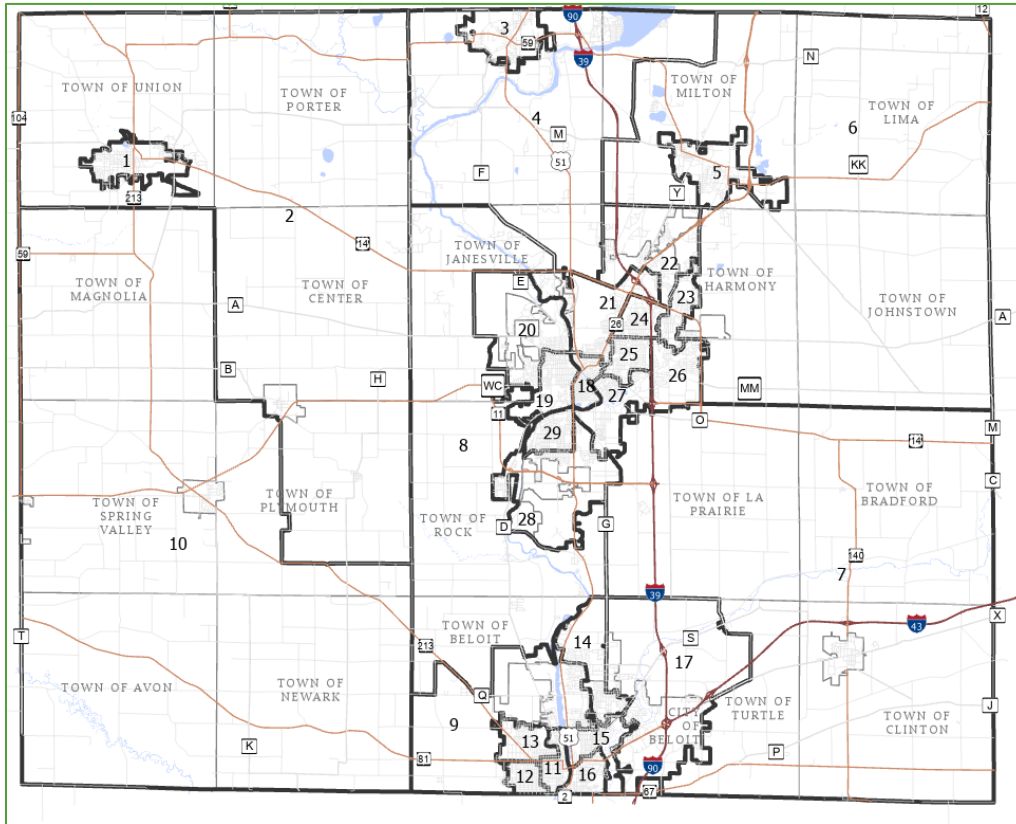 12
90
3
59
39
N
TOWN OF
MILTON
TOWN OF UNION
TOWN OF
PORTER
TOWN OF
LIMA
104
4
M
6
51
1
KK
5
F
Y
213
2
14
TOWN OF
JANESVILLE
22
TOWN OF
HARMONY
59
TOWN OF
MAGNOLIA
TOWN OF
CENTER
E
23
21
TOWN OF
JOHNSTOWN
A
24
A
20
26
25
B
H
26
WC
18
MM
27
19
11
O
29
M
8
14
C
TOWN OF
SPRING
VALLEY
TOWN OF
PLYMOUTH
TOWN OF LA
PRAIRIE
TOWN OF
BRADFORD
TOWN OF
ROCK
28
D
G
10
140
7
39
X
43
T
TOWN OF
BELOIT
14
S
213
17
TOWN OF AVON
TOWN OF
NEWARK
Q
TOWN OF
TURTLE
J
CITY
OF
BELOIT
TOWN OF
CLINTON
9
13
51
15
K
P
81
11
12
16
90
2
67